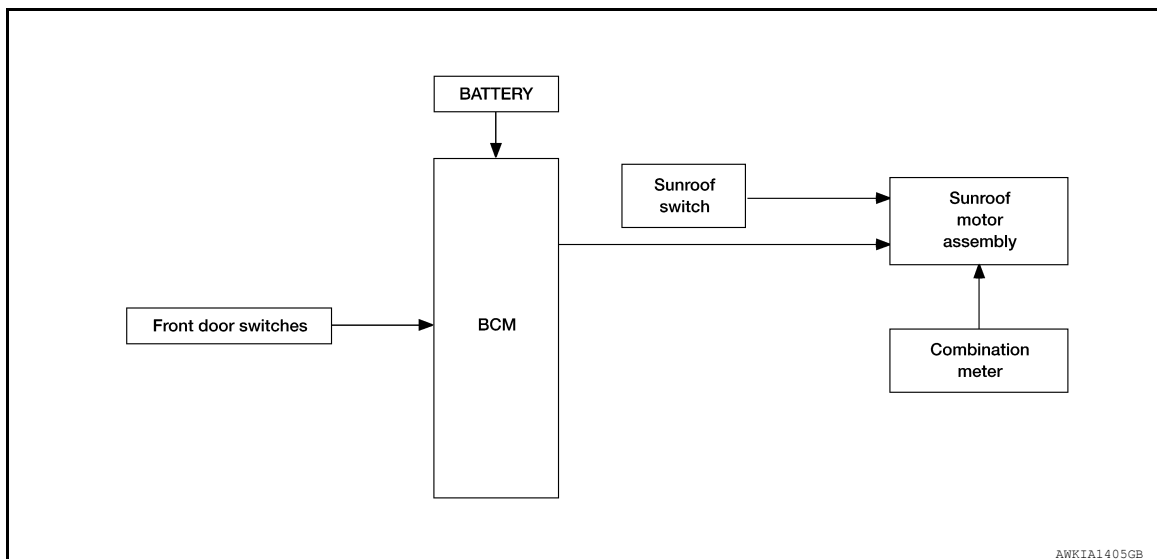 BATTERY
Sunroof
switch
Sunroof
motor
assembly
Front door switches
BCM
Combination
meter
AWKIA1405GB